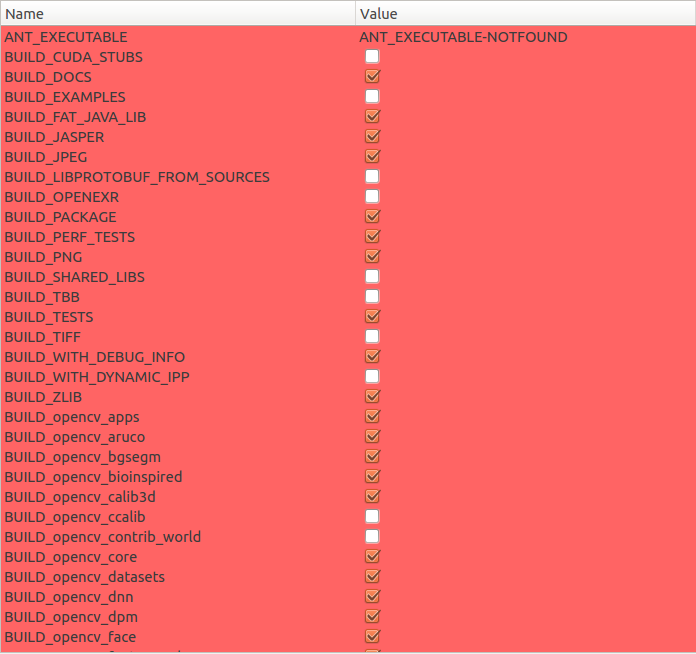 Name Value
ANT_EXECUTABLE ANT_EXECUTABLE-NOTFOUND
BUILD_CUDA_STUBS
BUILD_DOCS
BUILD_EXAMPLES
BUILD_FAT_JAVA_LIB
BUILD_JASPER
BUILD_JPEG
BUILD_LIBPROTOBUF_FROM_SOURCES
BUILD_OPENEXR
BUILD_PACKAGE
BUILD_PERF_TESTS
BUILD_PNG
BUILD_SHARED_LIBS
BUILD_TBB
BUILD_TESTS
BUILD_TIFF
BUILD_WITH_DEBUG_INFO
BUILD_WITH_DYNAMIC_IPP
BUILD_ZLIB
BUILD_opencv_apps
BUILD_opencv_aruco
BUILD_opencv_bgsegm
BUILD_opencv_bioinspired
BUILD_opencv_calib3d
BUILD_opencv_ccalib
BUILD_opencv_contrib_world
BUILD_opencv_core
BUILD_opencv_datasets
BUILD_opencv_dnn
BUILD_opencv_dpm
BUILD_opencv_face